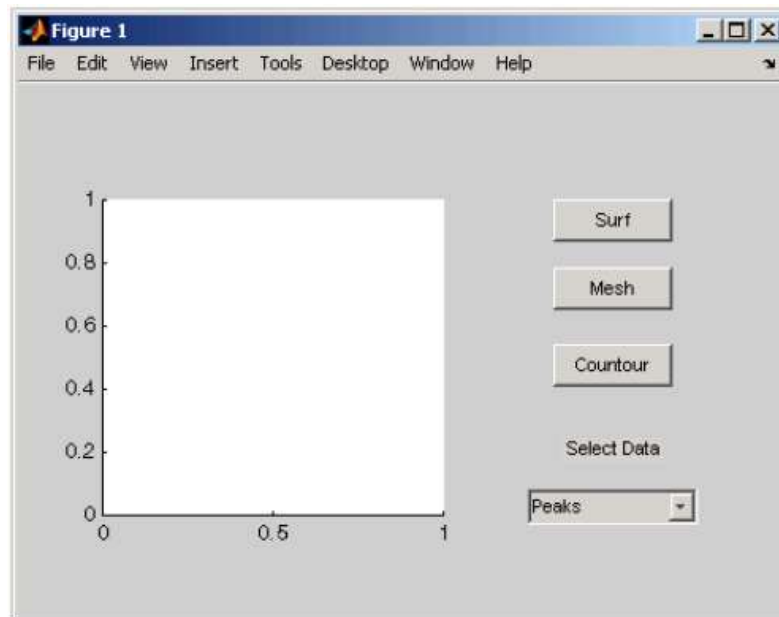 Figure 1
File Edit View Insert Tools Desktop Window Help
1
0.8
0.6
0.4
0.2
0
0 0.5 1
Surf
Mesh
Countour
Select Data
Peaks